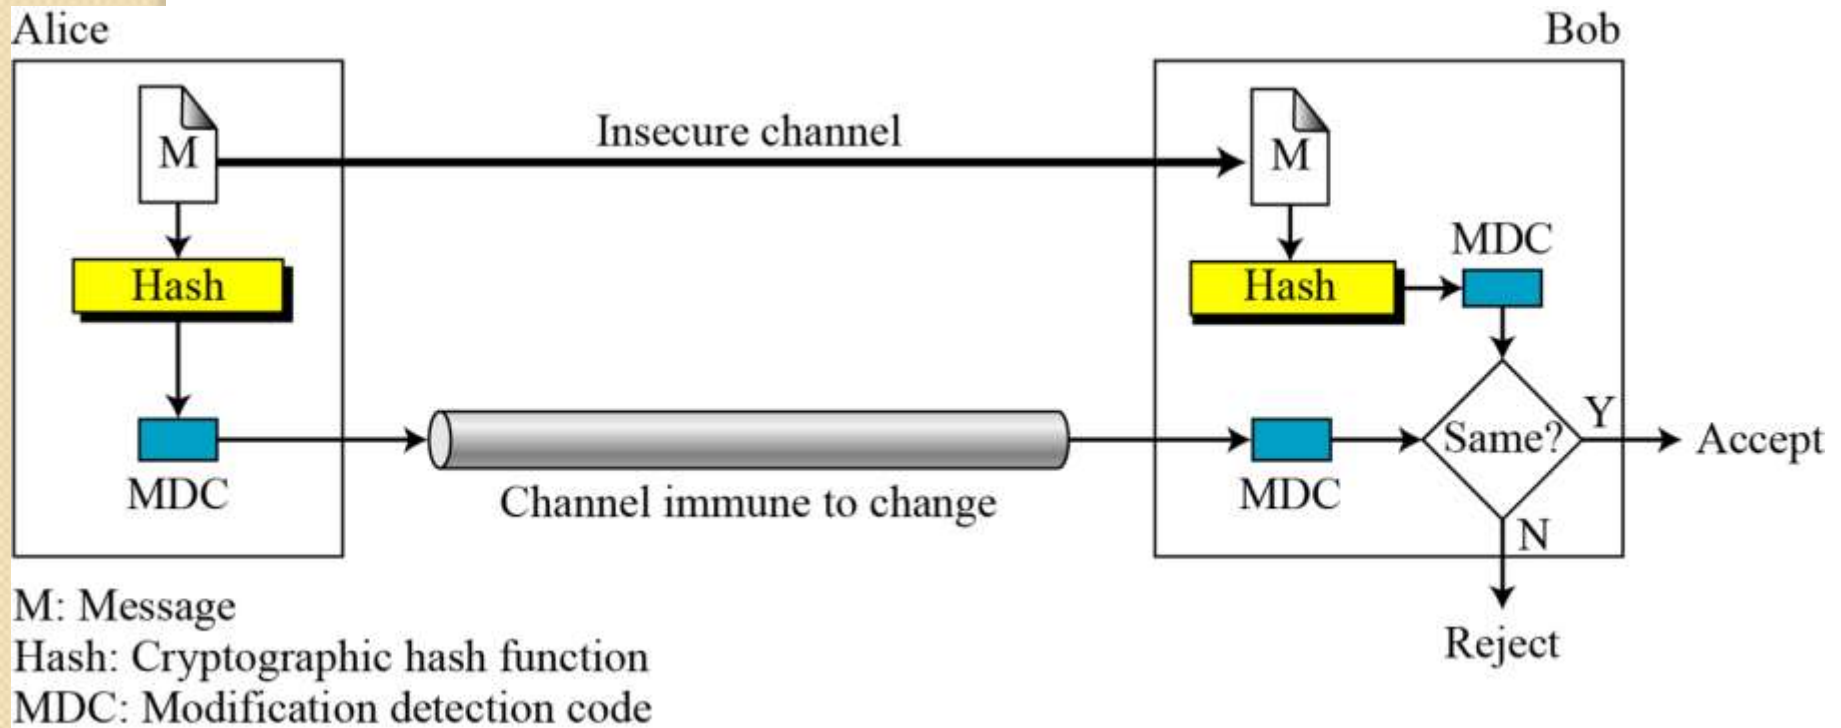 Alice
Bob
M
Insecure channel
M
Hash
Hash
MDC
MDC
Channel immune to change
MDC
Same?
Y
Accept
N
Reject
M: Message
Hash: Cryptographic hash function
MDC: Modification detection code